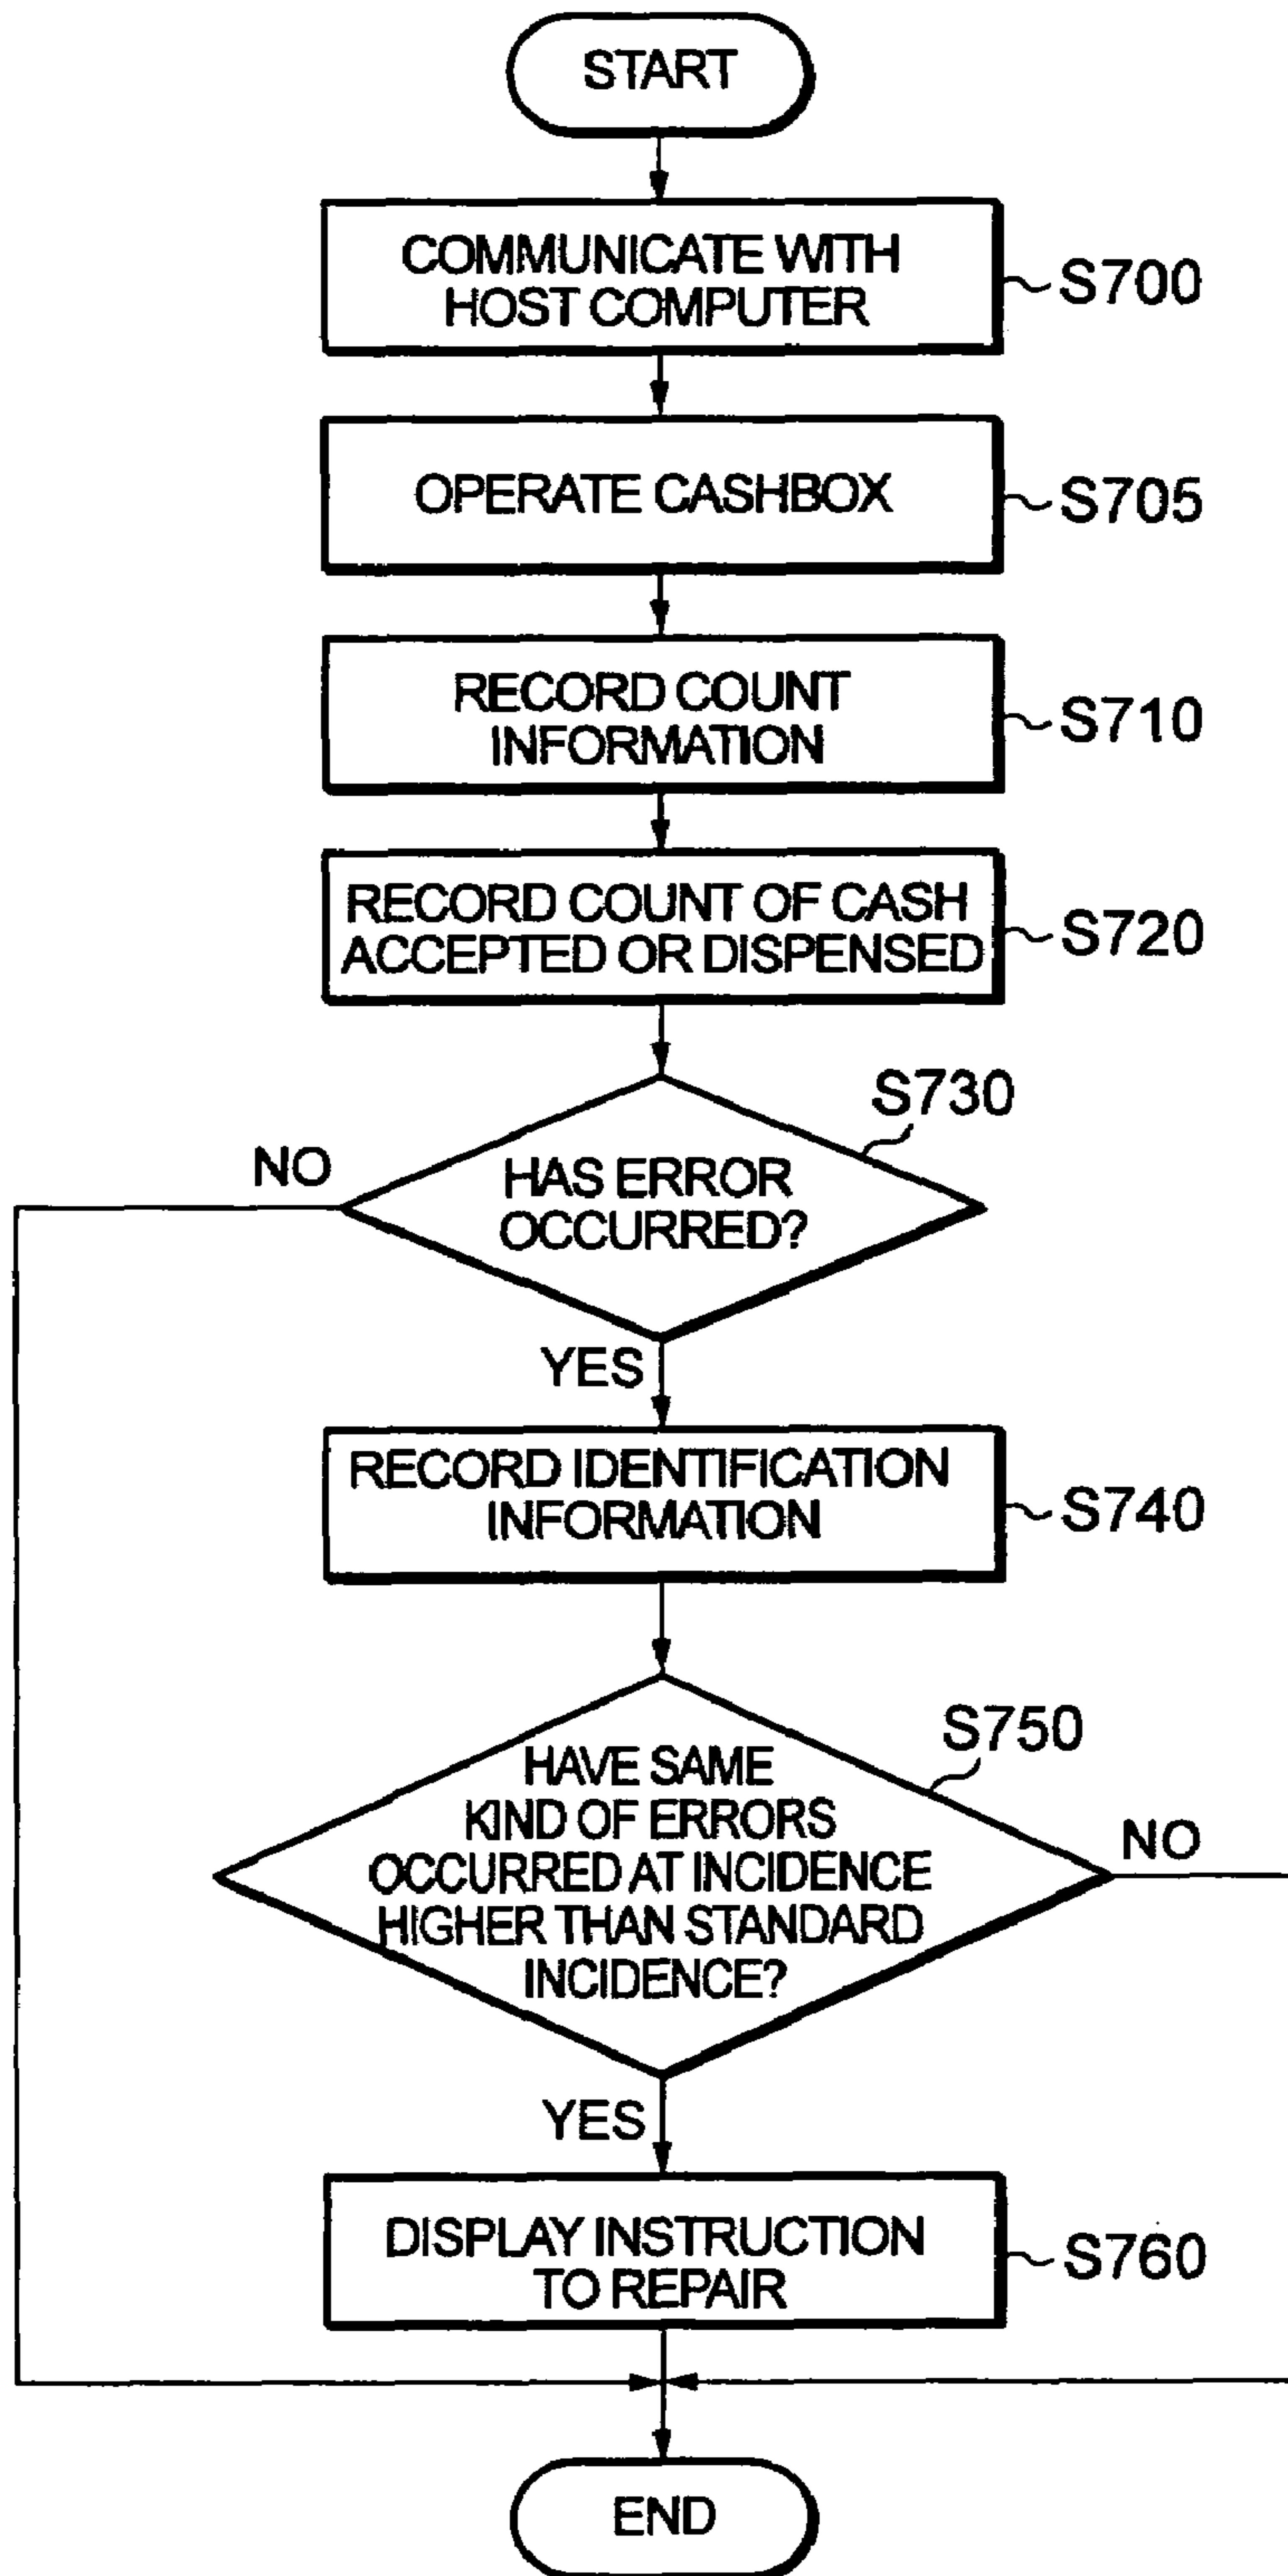 START
COMMUNICATE WITH
HOST COMPUTER
S700
OPERATE CASHBOX
S705
RECORD COUNT
INFORMATION
S710
RECORD COUNT OF CASH
ACCEPTED OR DISPENSED
S720
S730
NO
HAS ERROR
OCCURRED?
YES
RECORD IDENTIFICATION
INFORMATION
S740
S750
HAVE SAME
KIND OF ERRORS
OCCURRED AT INCIDENCE
HIGHER THAN STANDARD
INCIDENCE?
NO
YES
DISPLAY INSTRUCTION
TO REPAIR
S760
END